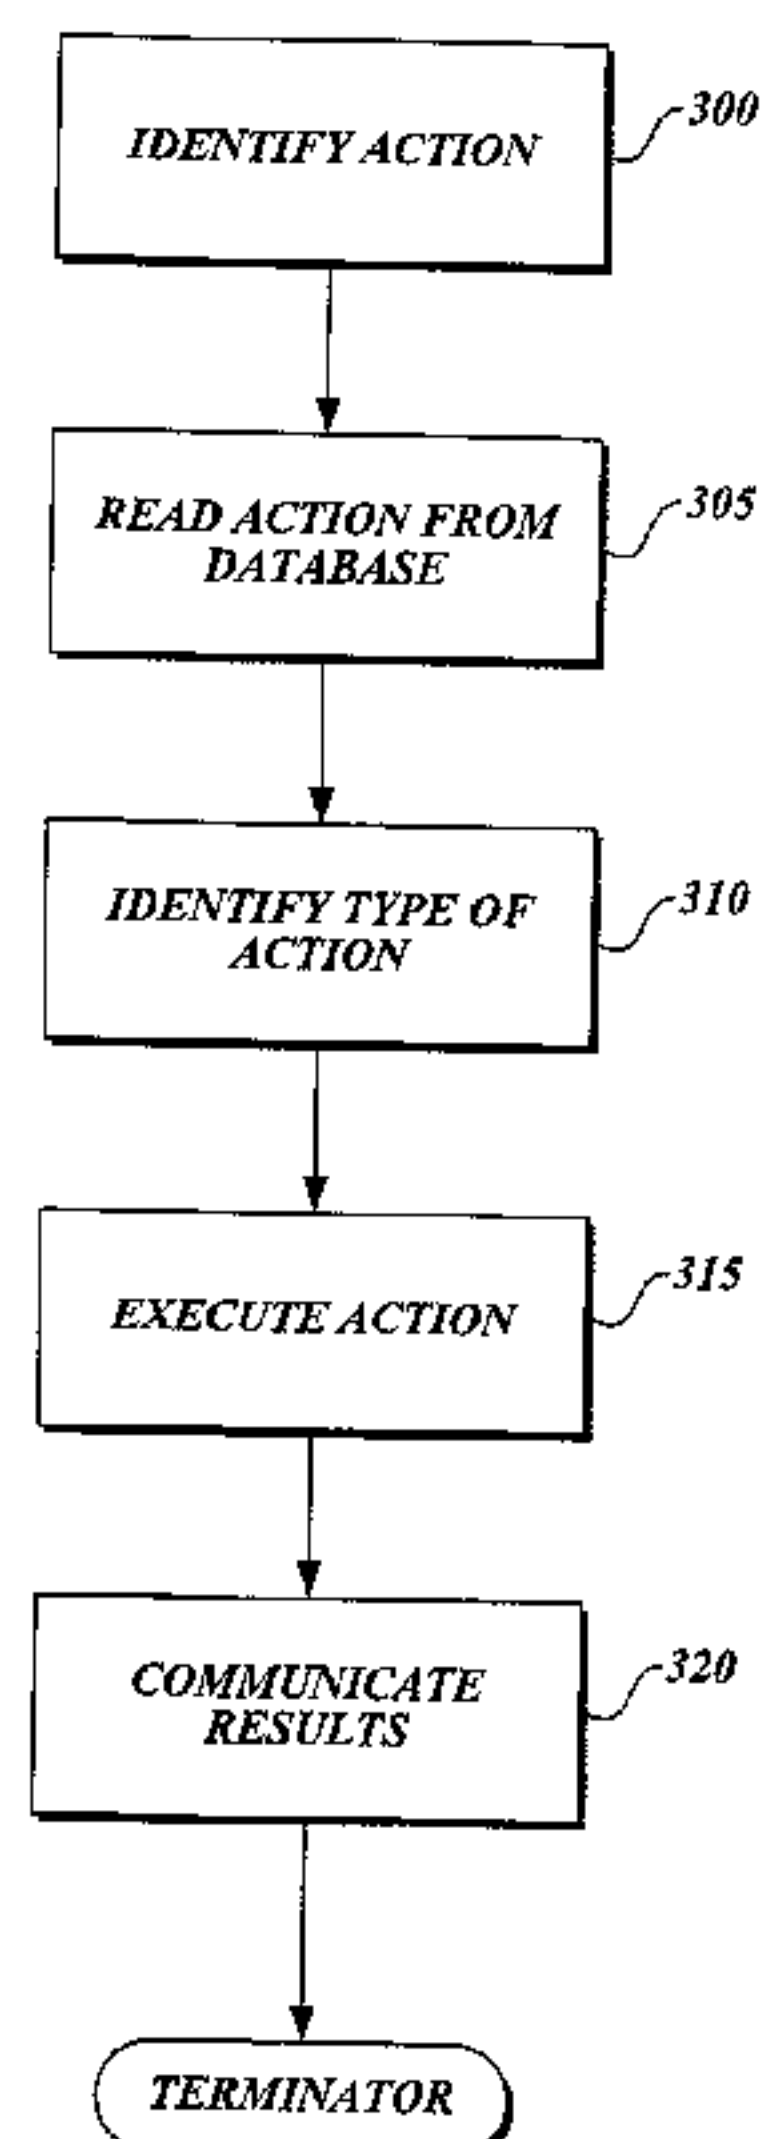 IDENTIFY ACTION
300
READ ACTION FROM
DATABASE
305
IDENTIFY TYPE OF
ACTION
310
EXECUTE ACTION
315
COMMUNICATE
RESULTS
320
TERMINATOR